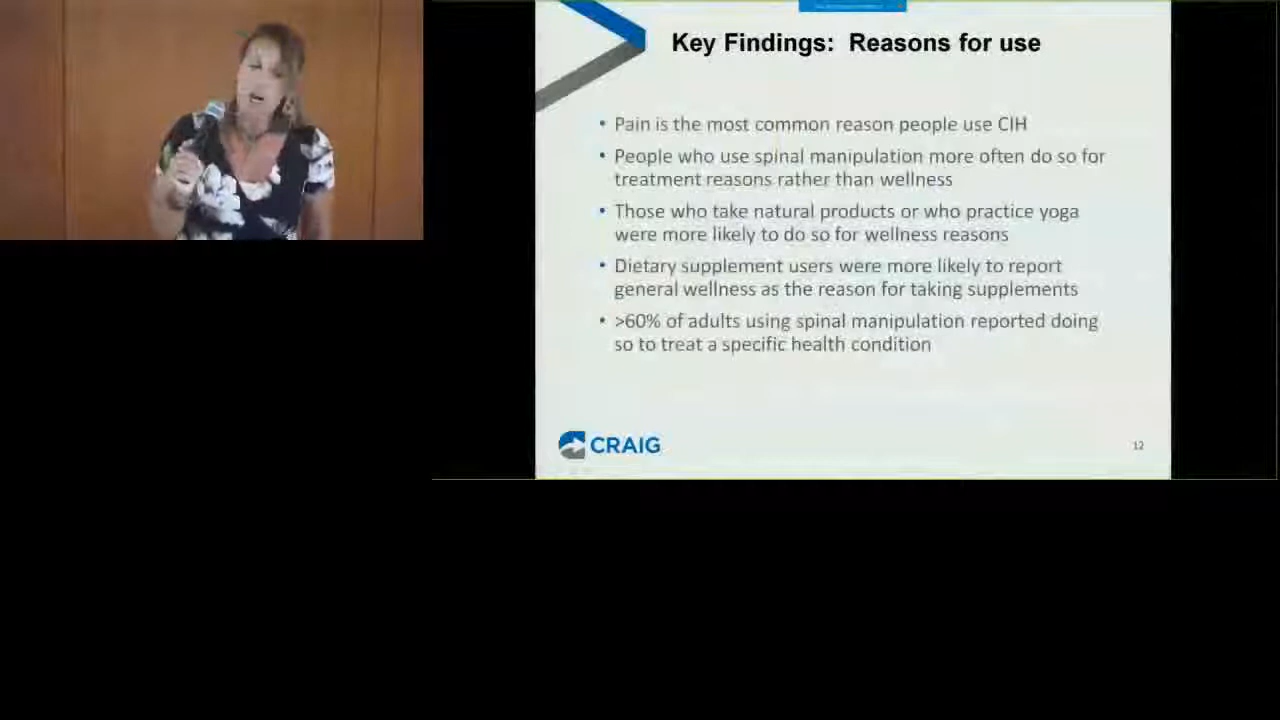 Key Findings: Reasons for use
• Pain is the most common reason people use CIH
• People who use spinal manipulation more often do so for
treatment reasons rather than wellness
• Those who take natural products or who practice yoga
were more likely to do so for wellness reasons
• Dietary supplement users were more likely to report
general wellness as the reason for taking supplements
• >60% of adults using spinal manipulation reported doing
so to treat a specific health condition
CRAIG
12